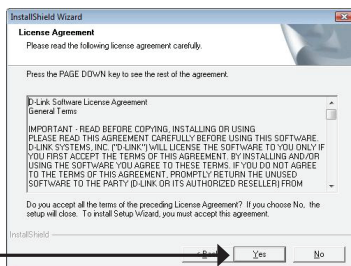 InstallShield Wizard
License Agreement
Please read the following license agreement carefully.
Press the PAGE DOWN key to see the rest of the agreement.
D-Link Software License Agreement
General Terms
IMPORTANT - READ BEFORE COPYING, INSTALLING OR USING
PLEASE READ THIS AGREEMENT CAREFULLY BEFORE USING THIS SOFTWARE.
D-LINK SYSTEMS, INC. ("D-LINK") WILL LICENSE THE SOFTWARE TO YOU ONLY IF
YOU FIRST ACCEPT THE TERMS OF THIS AGREEMENT. BY INSTALLING AND/OR
USING THE SOFTWARE YOU AGREE TO THESE TERMS. IF YOU DO NOT AGREE
TO THE TERMS OF THIS AGREEMENT, PROMPTLY RETURN THE UNUSED
SOFTWARE TO THE PARTY (D-LINK OR ITS AUTHORIZED RESELLER) FROM
Do you accept all the terms of the preceding License Agreement? If you choose No, the
setup will close. To install Setup Wizard, you must accept this agreement.
InstallShield
Yes
No